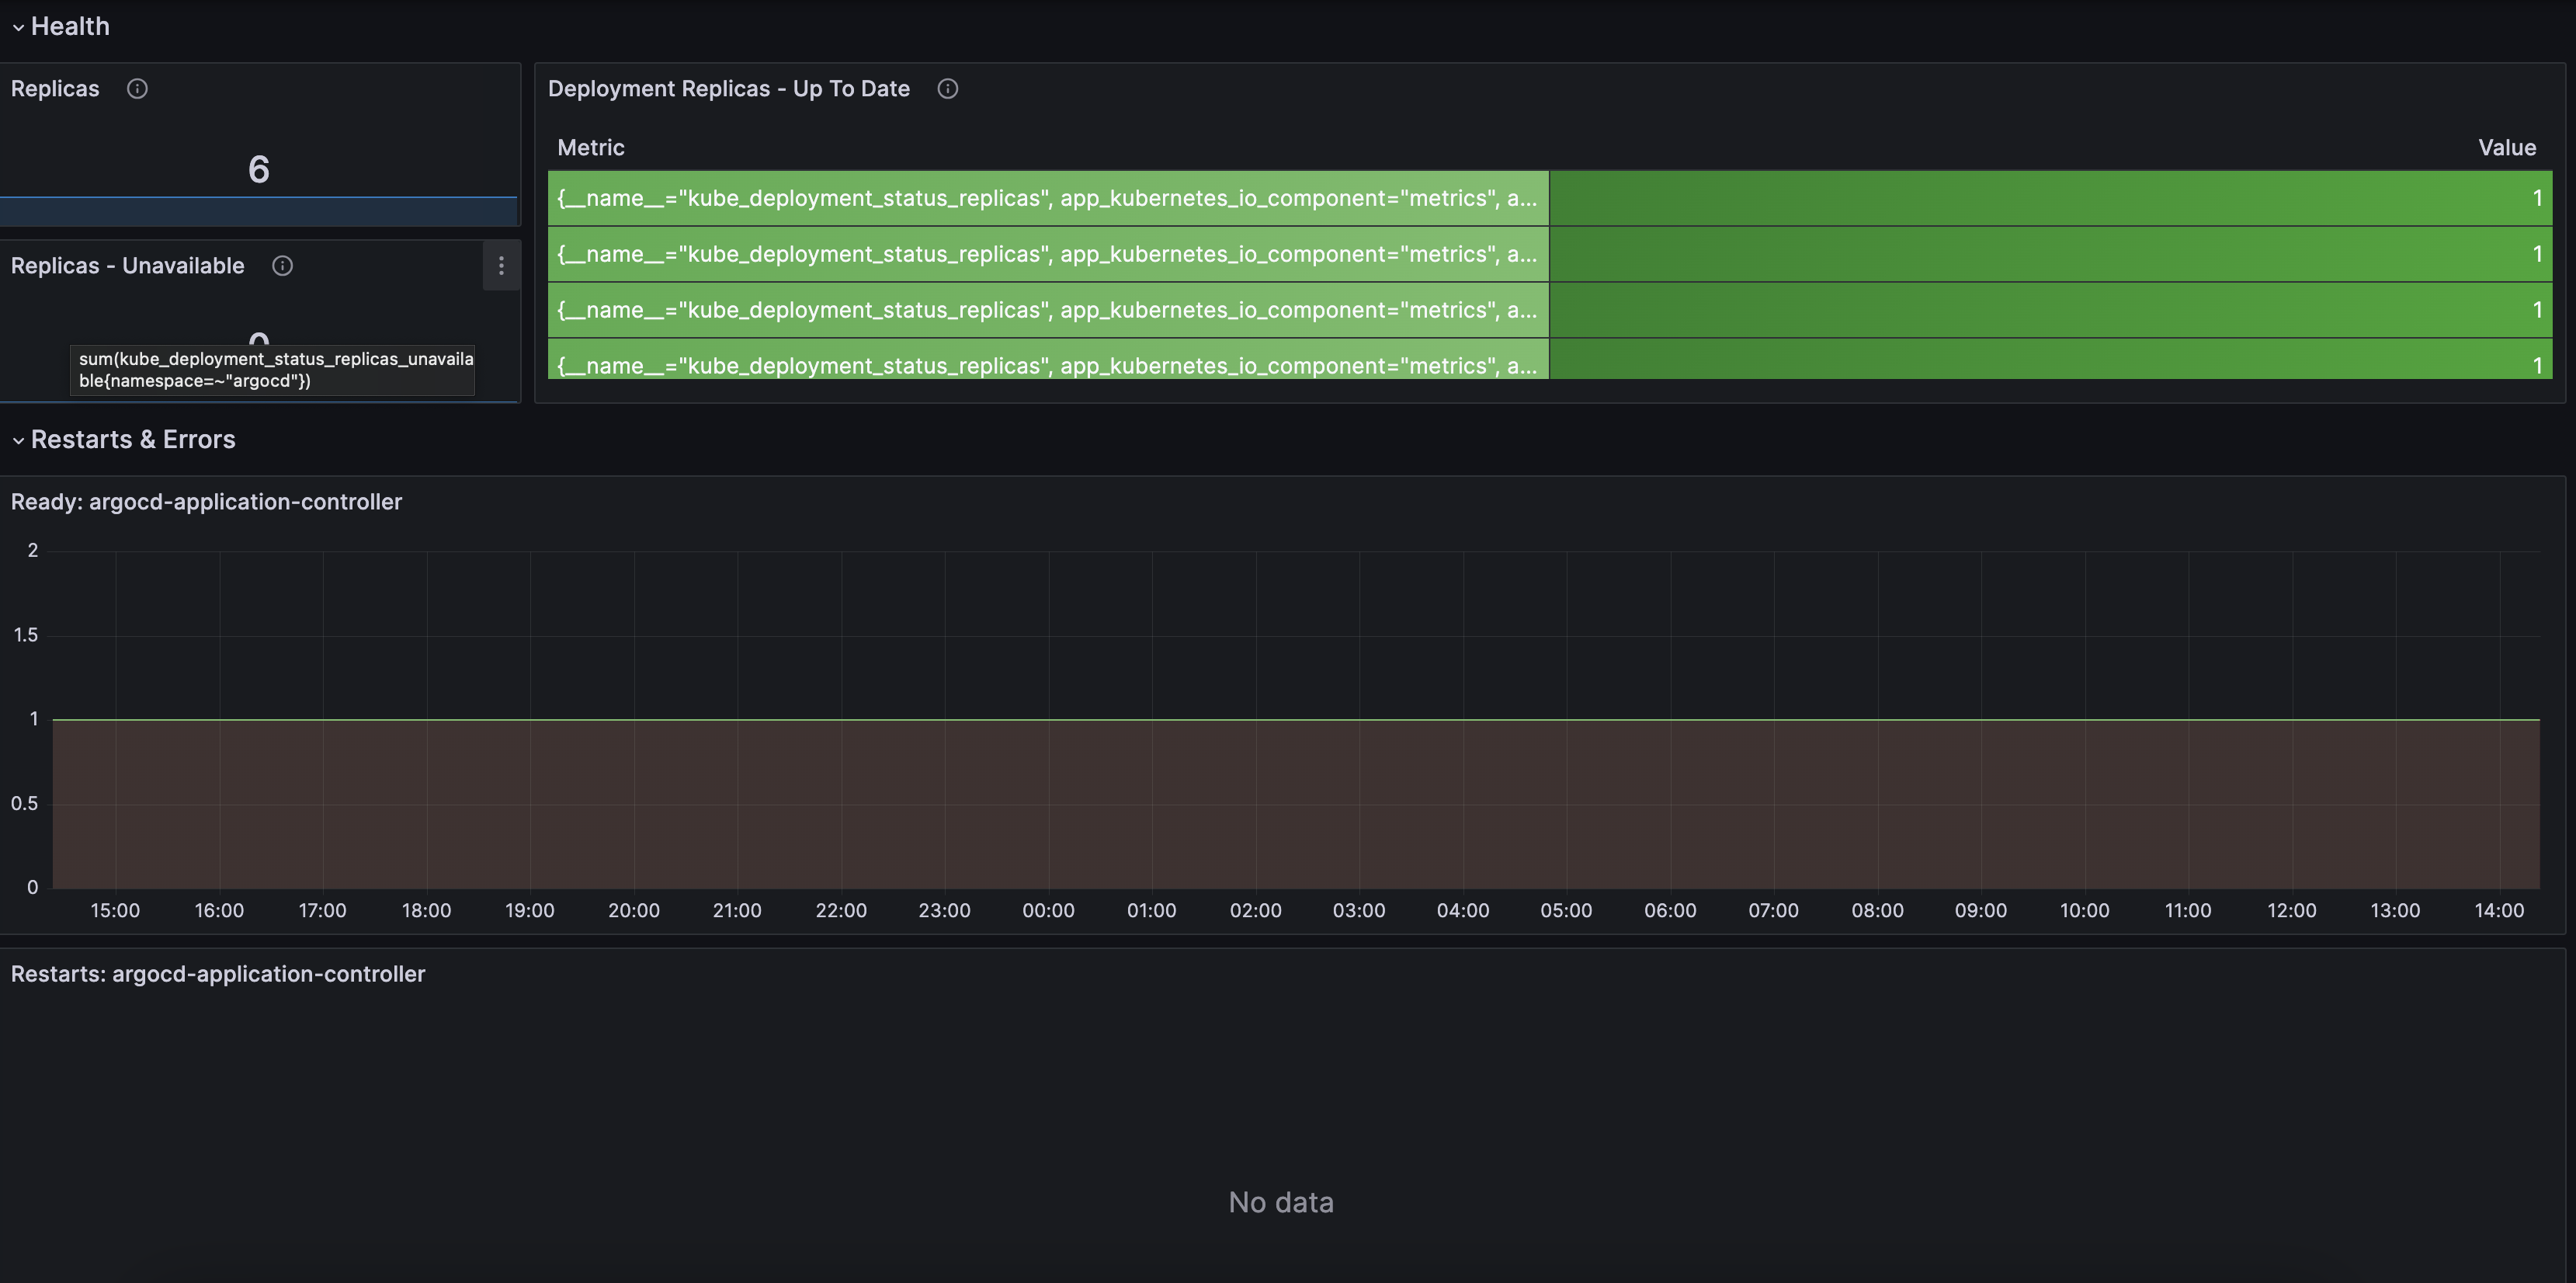 Health
Replicas
6
Deployment Replicas - Up To Date
Metric Value
{__name__="kube_deployment_status_replicas", app_kubernetes_io_component="metrics", a... 1
{__name__="kube_deployment_status_replicas", app_kubernetes_io_component="metrics", a... 1
{__name__="kube_deployment_status_replicas", app_kubernetes_io_component="metrics", a... 1
{__name__="kube_deployment_status_replicas", app_kubernetes_io_component="metrics", a... 1
Replicas - Unavailable
0
sum(kube_deployment_status_replicas_unavaila
ble{namespace=~"argocd"})
Restarts & Errors
Ready: argocd-application-controller
2
1.5
1
0.5
0
15:00 16:00 17:00 18:00 19:00 20:00 21:00 22:00 23:00 00:00 01:00 02:00 03:00 04:00 05:00 06:00 07:00 08:00 09:00 10:00 11:00 12:00 13:00 14:00
Restarts: argocd-application-controller
No data